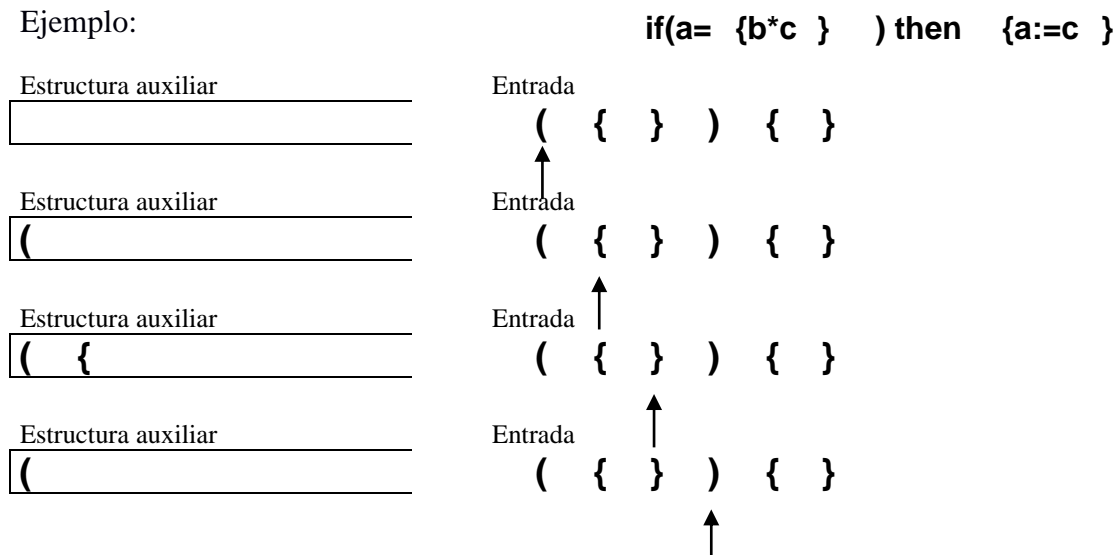 Ejemplo: if(a= {b*c } ) then {a:=c }
Estructura auxiliar Entrada
( { } ) { }
Estructura auxiliar Entrada
( ( { } ) { }
Estructura auxiliar Entrada
( { ( { } ) { }
Estructura auxiliar Entrada
( ( { } ) { }